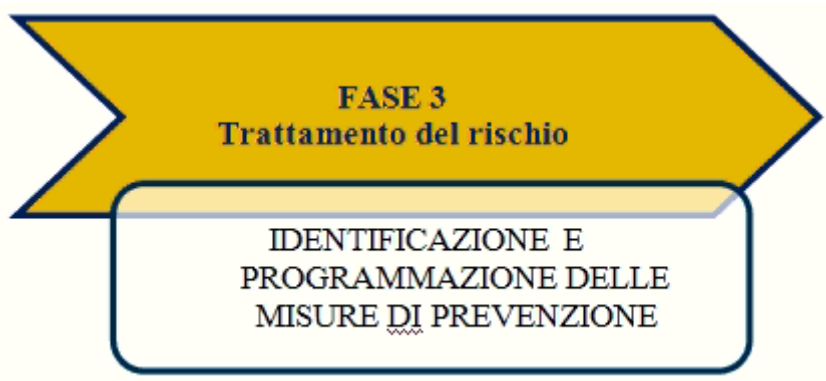 FASE 3
Trattamento del rischio
IDENTIFICAZIONE E
PROGRAMMAZIONE DELLE
MISURE DI PREVENZIONE